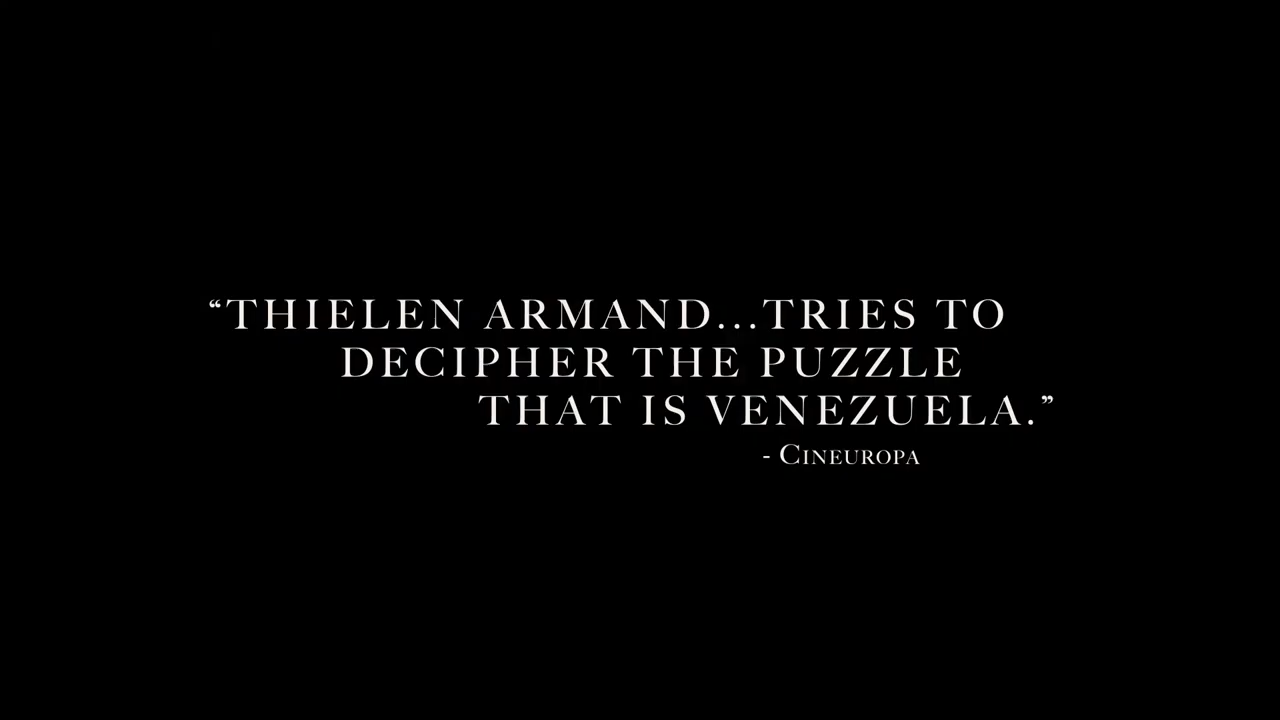 “THIELEN ARMAND...TRIES TO
DECIPHER THE PUZZLE
THAT IS VENEZUELA.”
- CINEUROPA